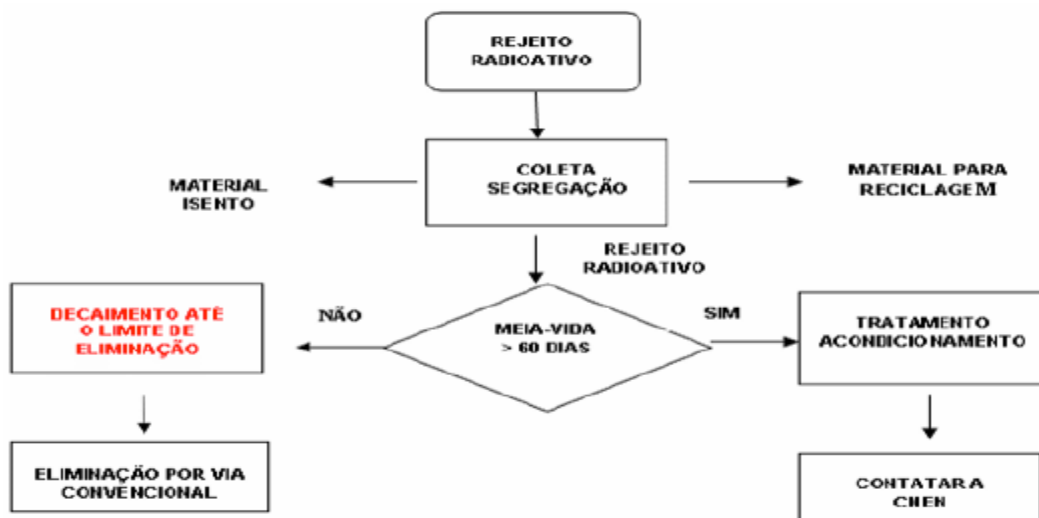 REJEITO
RADIOATIVO
COLETA
SEGREGAÇÃO
MATERIAL
ISENTO
MATERIAL PARA
RECICLAGEM
REJEITO
RADIOATIVO
DECAIMENTO ATÉ
O LIMITE DE
ELIMINAÇÃO
NÃO
MEIA-VIDA
> 60 DIAS
SIM
TRATAMENTO
ACONDICIONAMENTO
ELIMINAÇÃO POR VIA
CONVENCIONAL
CONTATAR A
CNEN